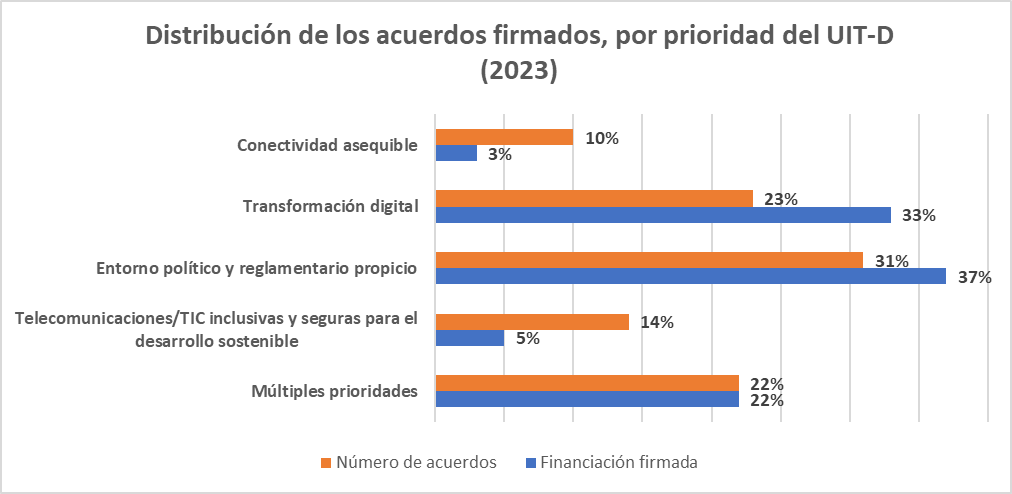 Distribución de los acuerdos firmados, por prioridad del UIT-D
(2023)
Conectividad asequible
10%
3%
Transformación digital
23%
33%
Entorno político y reglamentario propicio
31%
37%
Telecomunicaciones/TIC inclusivas y seguras para el
desarrollo sostenible
14%
5%
Múltiples prioridades
22%
22%
Número de acuerdos
Financiación firmada